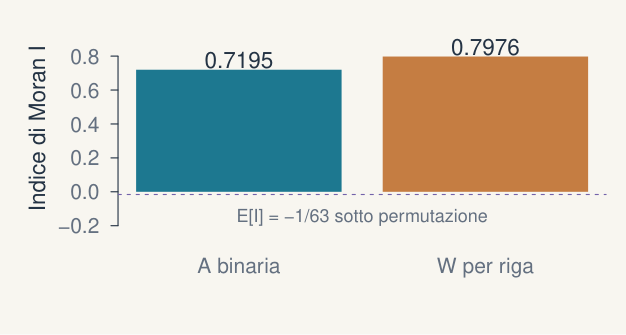 0.7195
0.7976
Indice di Moran I
0.8
0.6
0.4
0.2
0.0
−0.2
E[I] = −1/63 sotto permutazione
A binaria
W per riga